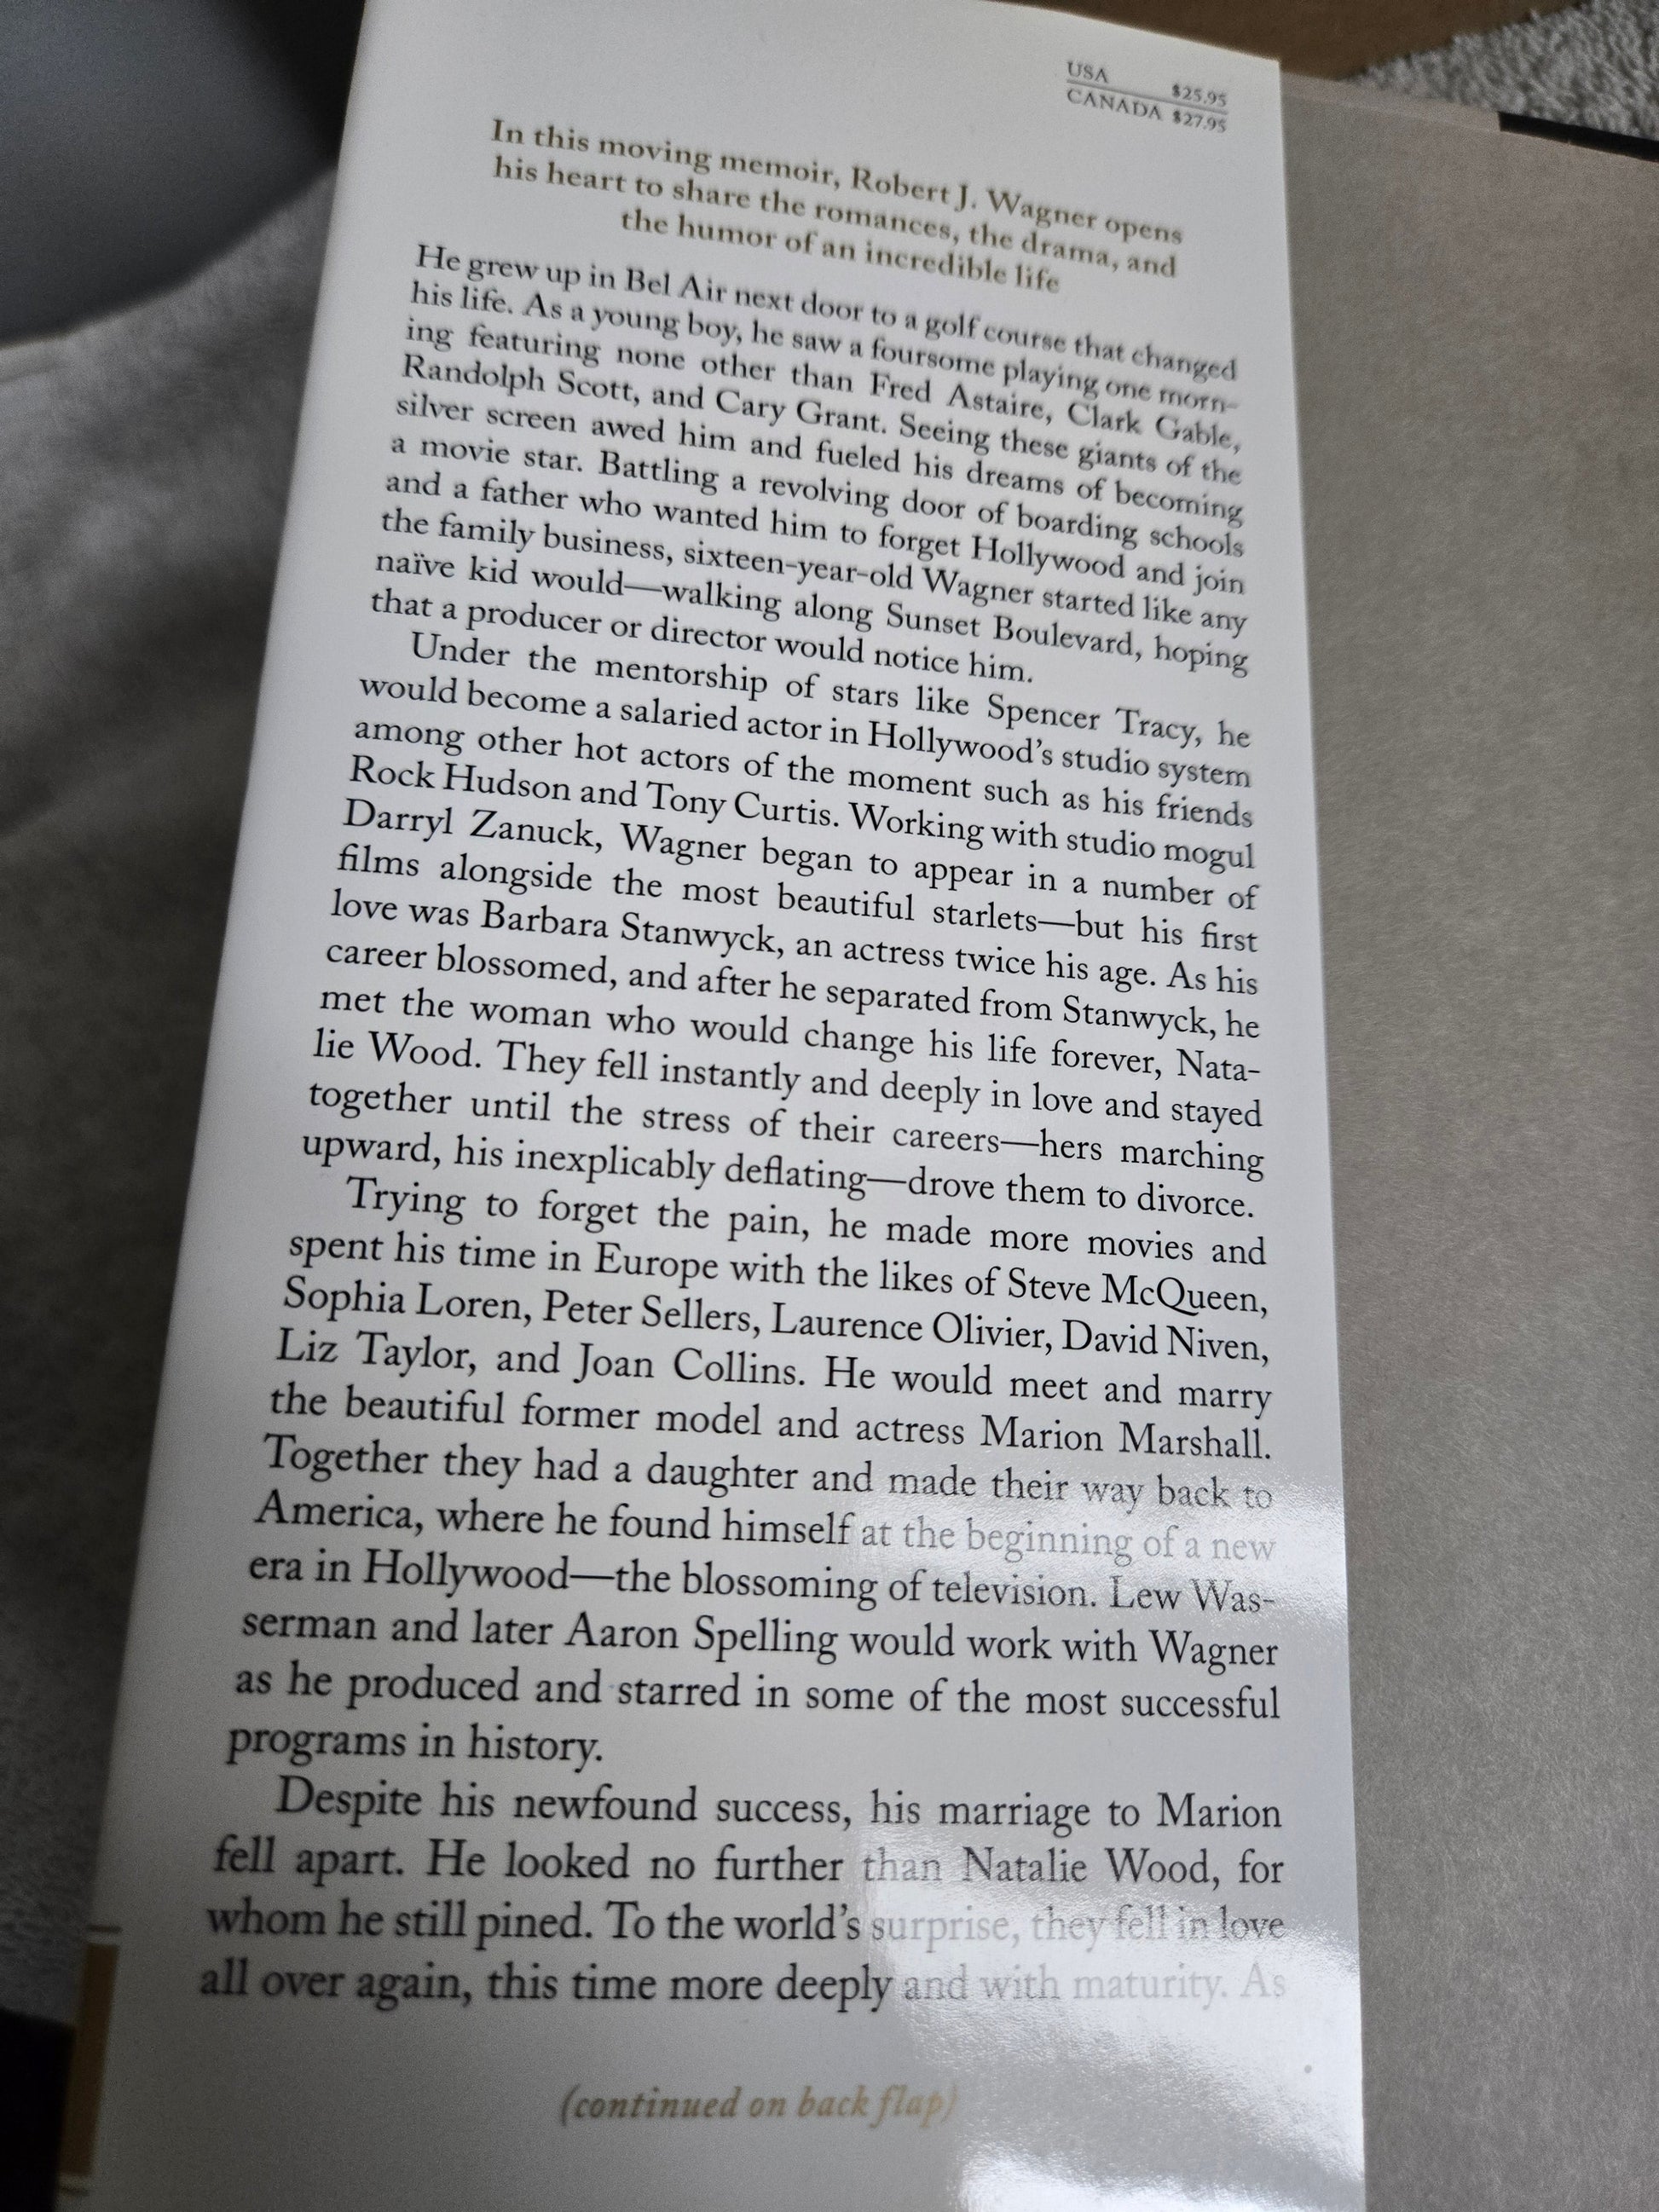 USA $25.95
CANADA $27.95
In this moving memoir, Robert J. Wagner opens
his heart to share the romances, the drama, and
the humor of an incredible life
He grew up in Bel Air next door to a golf course that changed
his life. As a young boy, he saw a foursome playing one morn-
ing featuring none other than Fred Astaire, Clark Gable,
Randolph Scott, and Cary Grant. Seeing these giants of the
silver screen awed him and fueled his dreams of becoming
a movie star. Battling a revolving door of boarding schools
and a father who wanted him to forget Hollywood and join
the family business, sixteen-year-old Wagner started like any
naïve kid would—walking along Sunset Boulevard, hoping
that a producer or director would notice him.
Under the mentorship of stars like Spencer Tracy, he
would become a salaried actor in Hollywood's studio system
among other hot actors of the moment such as his friends
Rock Hudson and Tony Curtis. Working with studio mogul
Darryl Zanuck, Wagner began to appear in a number of
films alongside the most beautiful starlets—but his first
love was Barbara Stanwyck, an actress twice his age. As his
career blossomed, and after he separated from Stanwyck, he
met the woman who would change his life forever, Nata-
lie Wood. They fell instantly and deeply in love and stayed
together until the stress of their careers—hers marching
upward, his inexplicably deflating—drove them to divorce.
Trying to forget the pain, he made more movies and
spent his time in Europe with the likes of Steve McQueen,
Sophia Loren, Peter Sellers, Laurence Olivier, David Niven,
Liz Taylor, and Joan Collins. He would meet and marry
the beautiful former model and actress Marion Marshall.
Together they had a daughter and made their way back to
America, where he found himself at the beginning of a new
era in Hollywood—the blossoming of television. Lew Was-
serman and later Aaron Spelling would work with Wagner
as he produced and starred in some of the most successful
programs in history.
Despite his newfound success, his marriage to Marion
fell apart. He looked no further than Natalie Wood, for
whom he still pined. To the world's surprise, they fell in love
all over again, this time more deeply and with maturity. As
(continued on back flap)